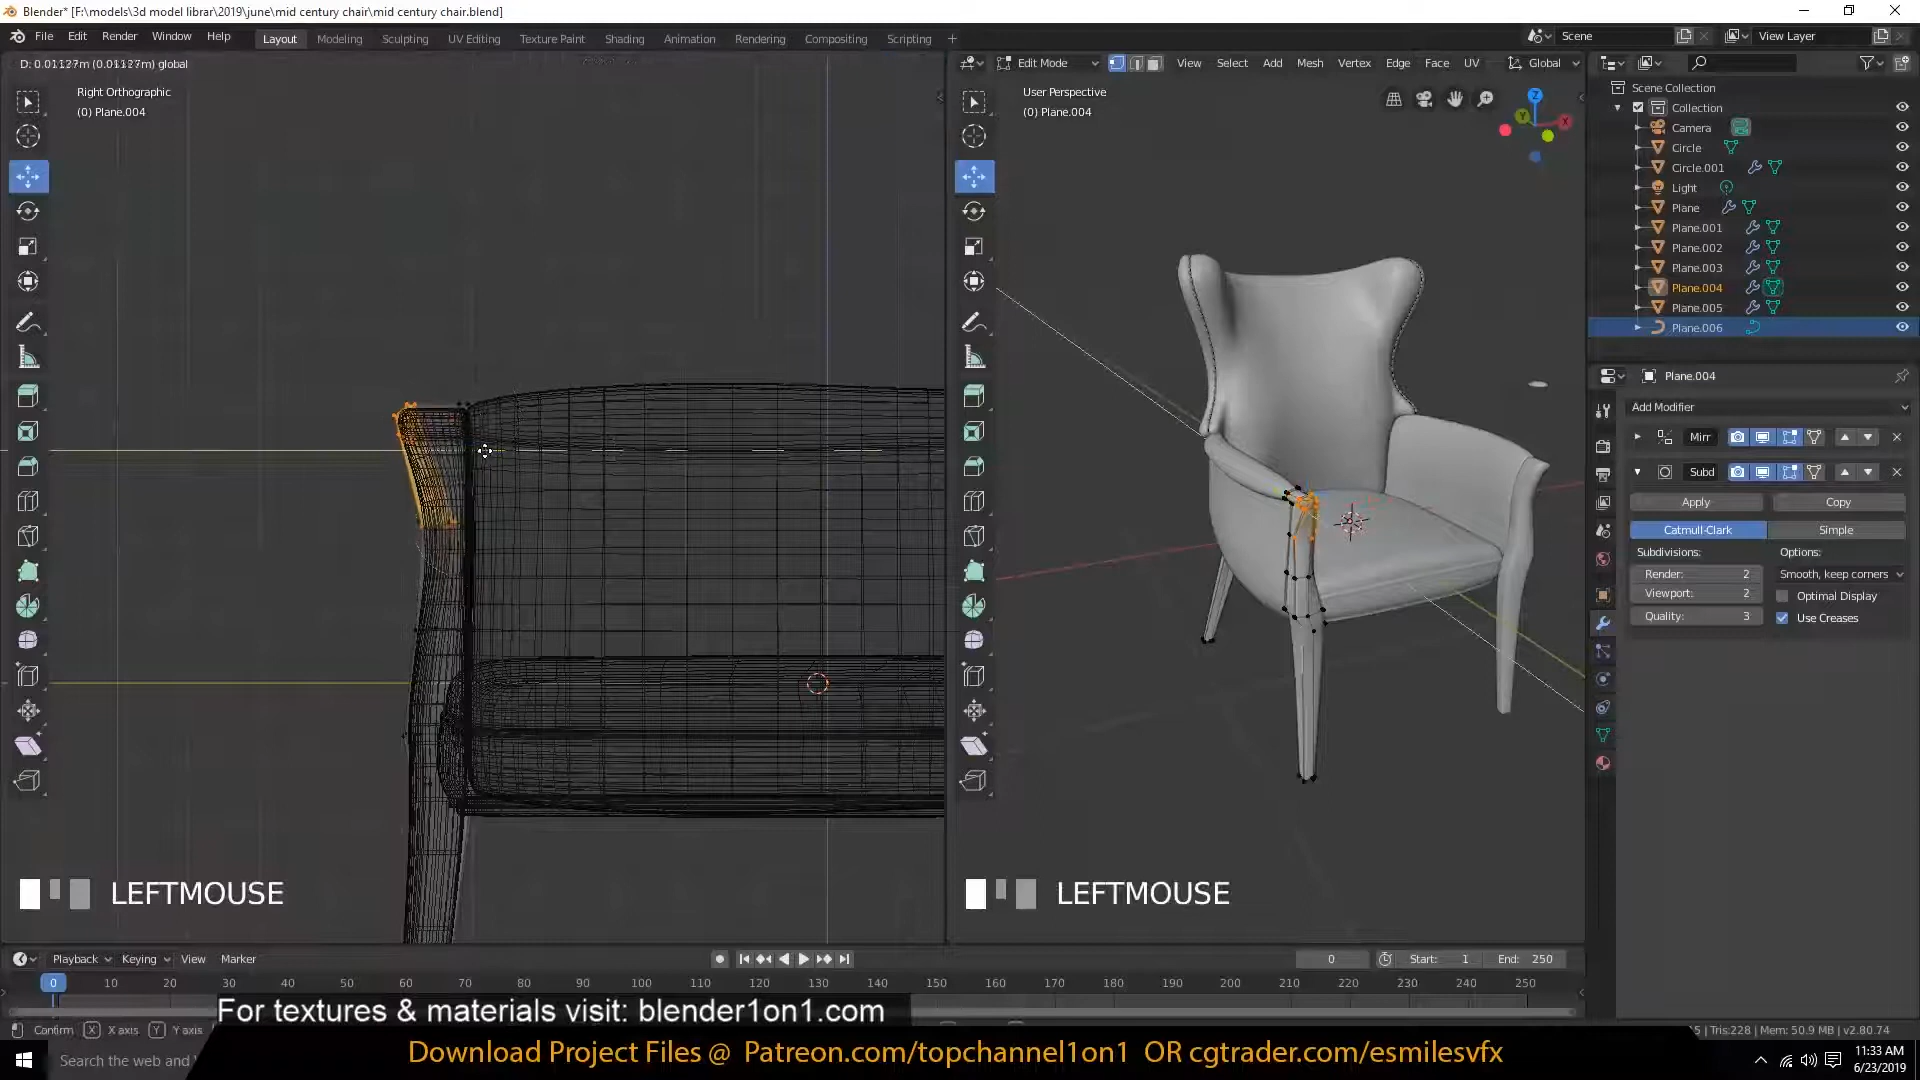 Blender* [F:\models\3d model librar\2019\june\mid century chair\mid century chair.blend]
File Edit Render Window Help Layout Modeling Sculpting UV Editing Texture Paint Shading Animation Rendering Compositing Scripting + Scene View Layer
D: 0.01127m (0.01127m) global
Edit Mode View Select Add Mesh Vertex Edge Face UV Global
Right Orthographic
(0) Plane.004
User Perspective
(0) Plane.004
Scene Collection
Collection
Camera
Circle
Circle.001
Light
Plane
Plane.001
Plane.002
Plane.003
Plane.004
Plane.005
Plane.006
Plane.004
Add Modifier
Mirr
Subd
Apply Copy
Catmull-Clark Simple
Subdivisions: Options:
Render: 2 Smooth, keep corners
Viewport: 2 Optimal Display
Quality: 3 Use Creases
Z
Y
X
LEFTMOUSE
LEFTMOUSE
Playback Keying View Marker 0 Start: 1 End: 250
0 10 20 30 40 50 60 70 80 90 100 110 120 130 140 150 160 170 180 190 200 210 220 230 240 250
For textures & materials visit: blender1on1.com
Confirm X X axis Y Y axis
5 | Tris:228 | Mem: 50.9 MB | v2.80.74
Search the web and
Download Project Files @ Patreon.com/topchannel1on1 OR cgtrader.com/esmilesvfx
11:33 AM
6/23/2019